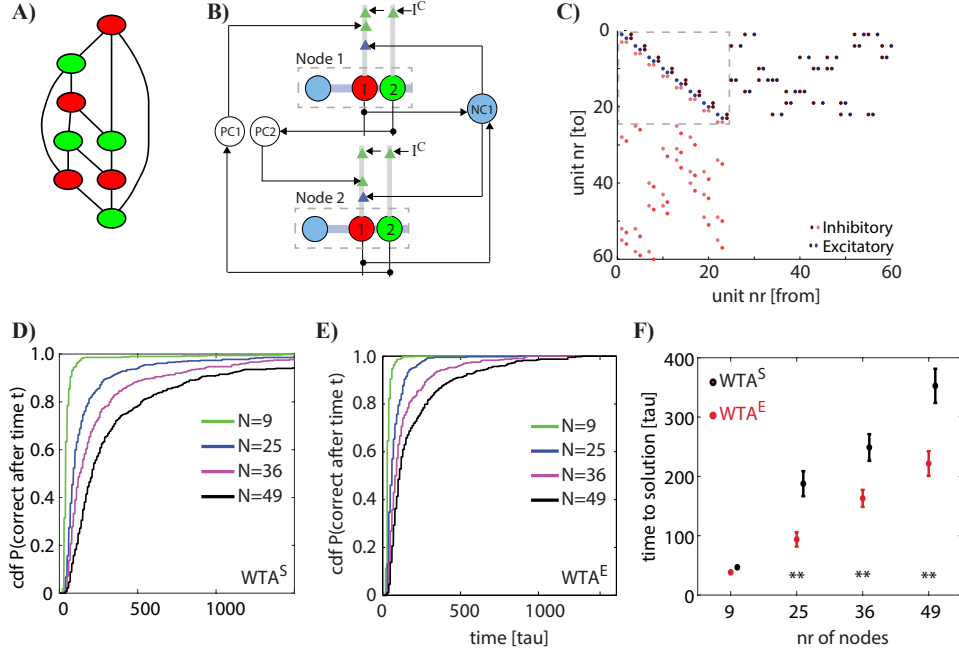 A)
B)
I^C
Node 1
1
2
NC1
PC1
PC2
I^C
Node 2
1
2
C)
0
20
40
60
unit nr [to]
Inhibitory
Excitatory
0
20
40
60
unit nr [from]
D)
1.0
0.8
0.6
0.4
0.2
0
cdf P(correct after time t)
N=9
N=25
N=36
N=49
WTA^S
0
500
1000
E)
1.0
0.8
0.6
0.4
0.2
0
cdf P(correct after time t)
N=9
N=25
N=36
N=49
WTA^E
0
500
1000
time [tau]
F)
400
300
200
100
0
time to solution [tau]
WTA^S
WTA^E
**
**
**
9
25
36
49
nr of nodes